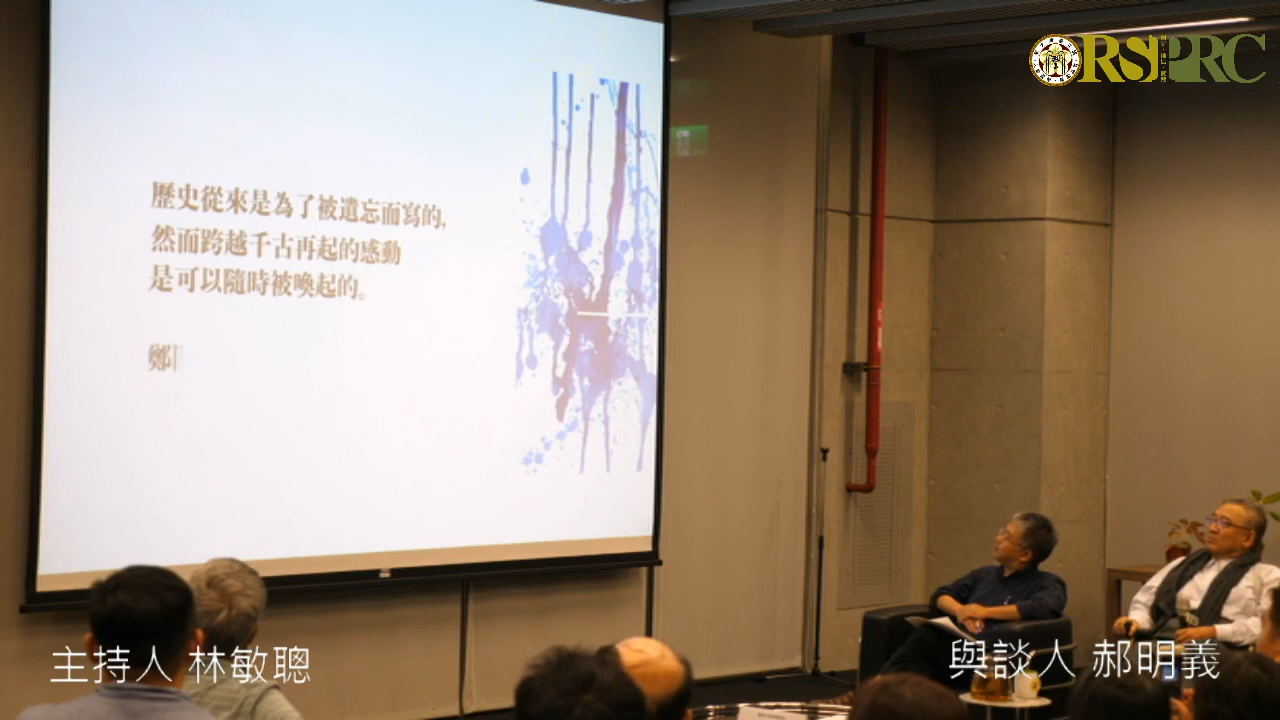 RSPRC
歷史從來是為了被遺忘而寫的,
然而跨越千古再起的感動
是可以隨時被喚起的。
鄭
主持人 林敏聰
與談人 郝明義